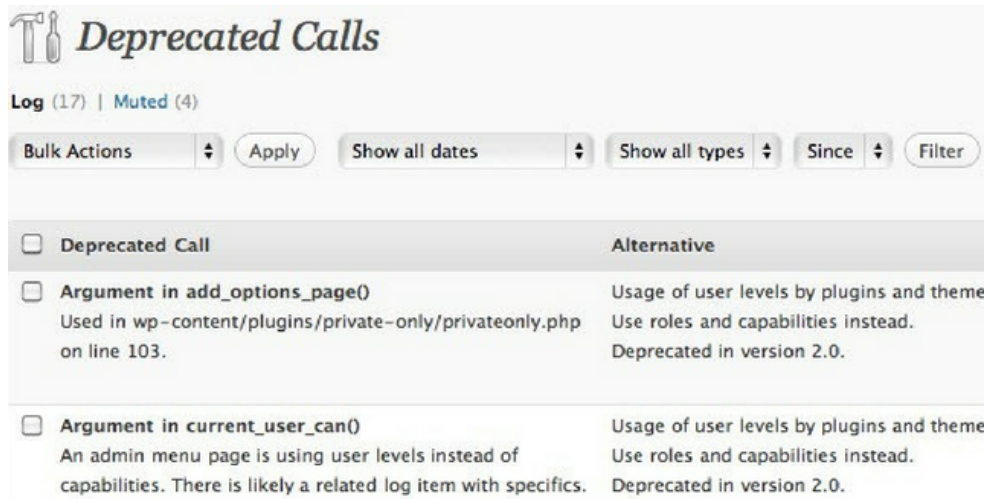 Deprecated Calls
Log (17) | Muted (4)
Bulk Actions Apply Show all dates Show all types Since Filter
Deprecated Call Alternative
Argument in add_options_page()
Used in wp-content/plugins/private-only/privateonly.php
on line 103.
Usage of user levels by plugins and theme
Use roles and capabilities instead.
Deprecated in version 2.0.
Argument in current_user_can()
An admin menu page is using user levels instead of
capabilities. There is likely a related log item with specifics.
Usage of user levels by plugins and theme
Use roles and capabilities instead.
Deprecated in version 2.0.